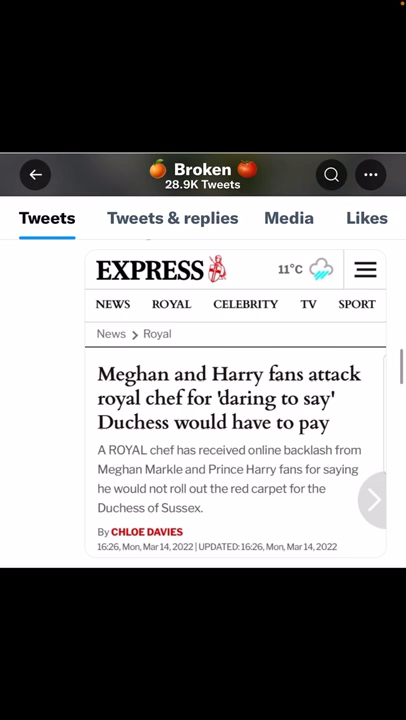 Broken
28.9K Tweets
Tweets Tweets & replies Media Likes
EXPRESS 11°C
NEWS ROYAL CELEBRITY TV SPORT
News Royal
Meghan and Harry fans attack
royal chef for 'daring to say'
Duchess would have to pay
A ROYAL chef has received online backlash from
Meghan Markle and Prince Harry fans for saying
he would not roll out the red carpet for the
Duchess of Sussex.
By CHLOE DAVIES
16:26, Mon, Mar 14, 2022 | UPDATED: 16:26, Mon, Mar 14, 2022